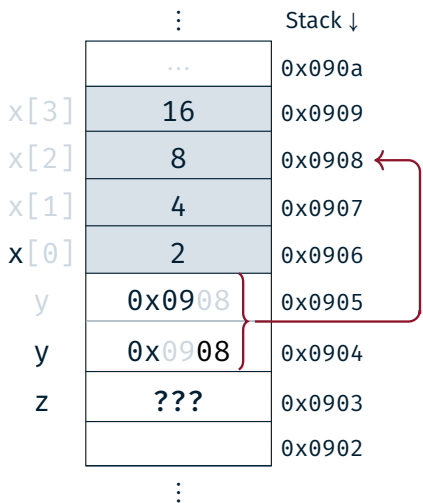 ⋮ Stack ↓
... 0x090a
x[3] 16 0x0909
x[2] 8 0x0908
x[1] 4 0x0907
x[0] 2 0x0906
y 0x0908 0x0905
y 0x0908 0x0904
z ??? 0x0903
0x0902
⋮